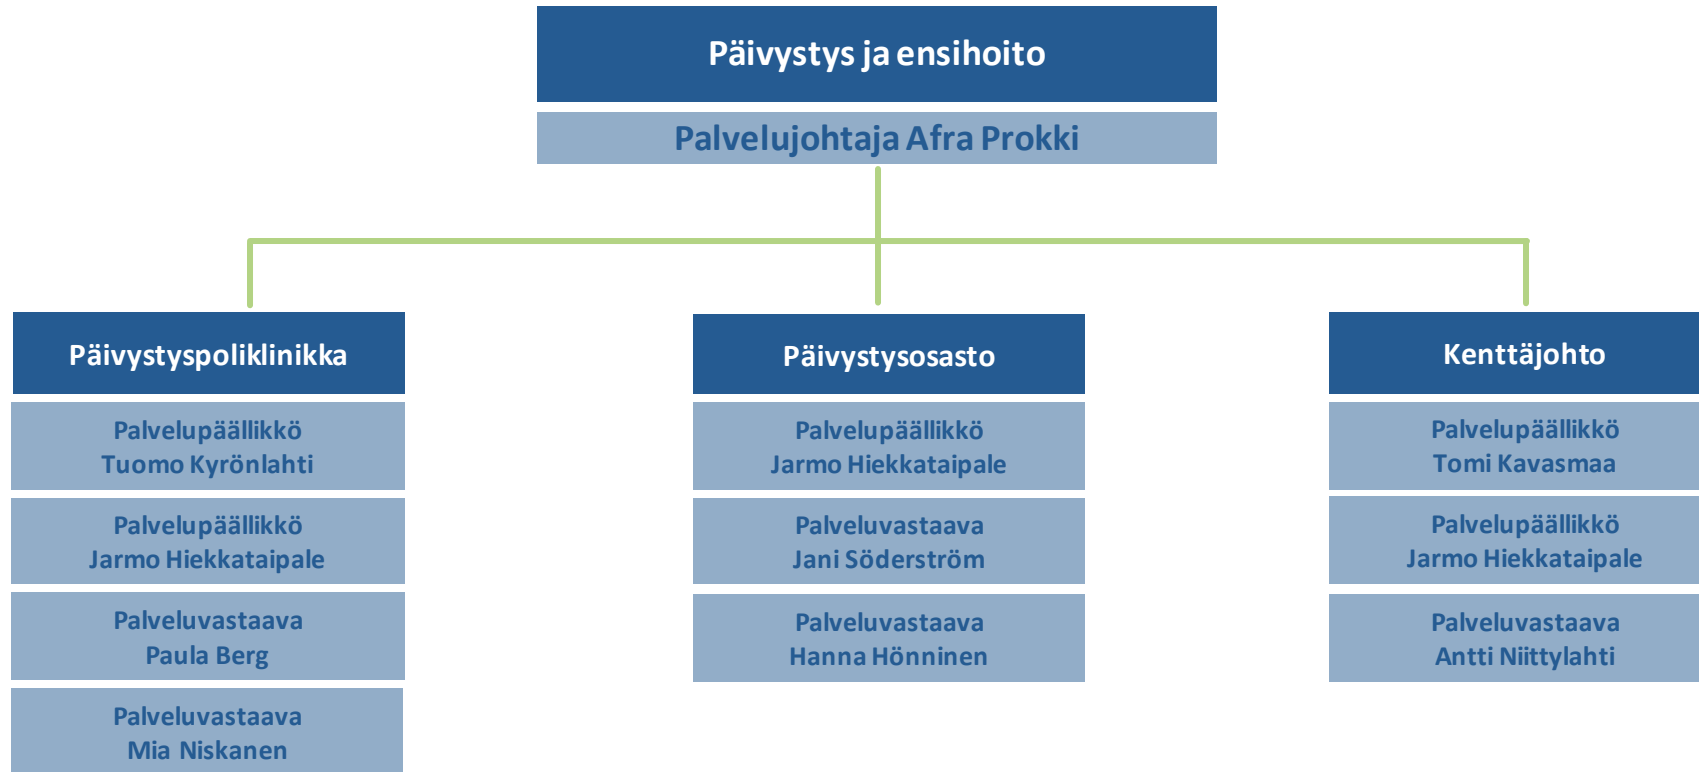 Päivystys ja ensihoito
Palvelujohtaja Afra Prokki
Päivystyspoliklinikka
Palvelupäällikkö
Tuomo Kyrönlahti
Palvelupäällikkö
Jarmo Hiekkataipale
Palveluvastaava
Paula Berg
Palveluvastaava
Mia Niskanen
Päivystysosasto
Palvelupäällikkö
Jarmo Hiekkataipale
Palveluvastaava
Jani Söderström
Palveluvastaava
Hanna Hönninen
Kenttäjohto
Palvelupäällikkö
Tomi Kavasmaa
Palvelupäällikkö
Jarmo Hiekkataipale
Palveluvastaava
Antti Niittylahti